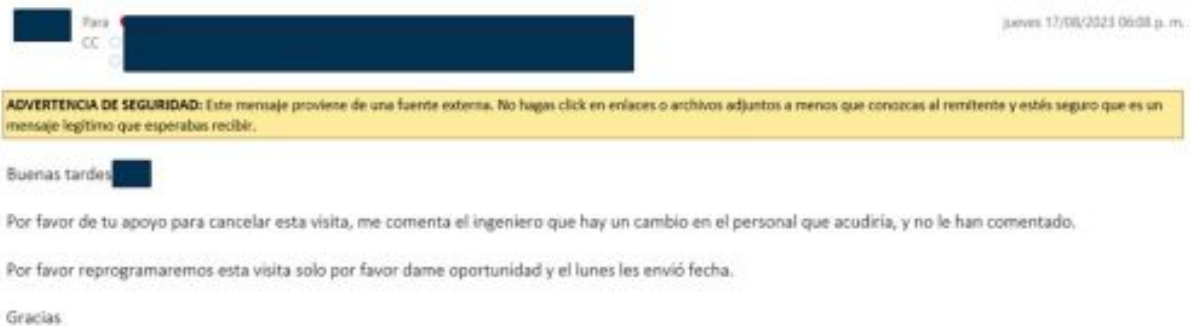 Para
jueves 17/08/2023 06:08 p. m.
CC
ADVERTENCIA DE SEGURIDAD: Este mensaje proviene de una fuente externa. No hagas click en enlaces o archivos adjuntos a menos que conozcas al remitente y estés seguro que es un
mensaje legítimo que esperabas recibir.
Buenas tardes
Por favor de tu apoyo para cancelar esta visita, me comenta el ingeniero que hay un cambio en el personal que acudiría, y no le han comentado.
Por favor reprogramaremos esta visita solo por favor dame oportunidad y el lunes les envió fecha.
Gracias